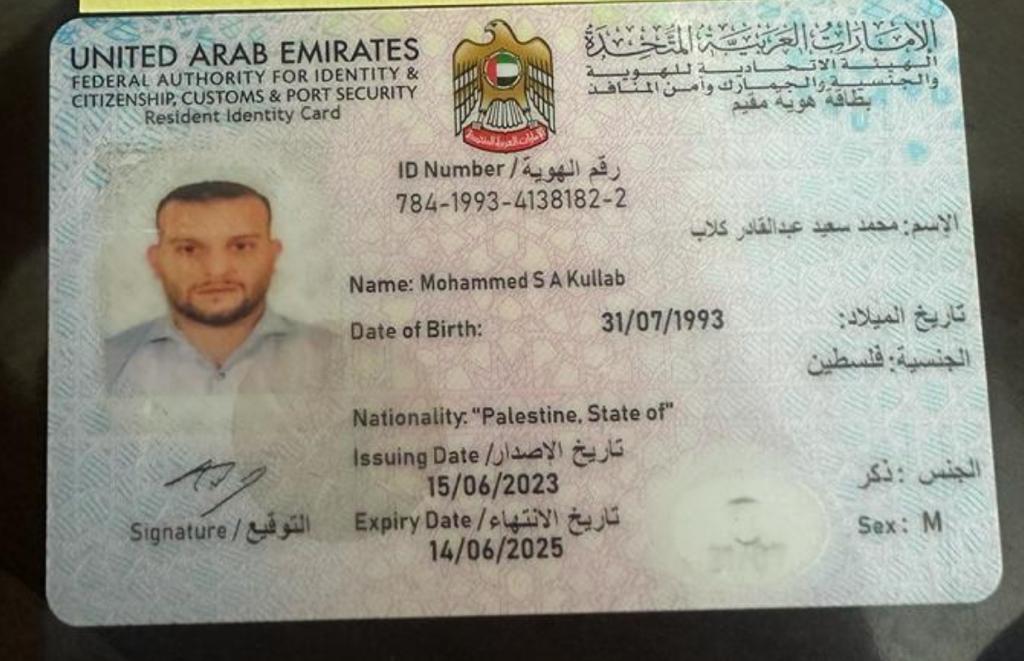 UNITED ARAB EMIRATES
FEDERAL AUTHORITY FOR IDENTITY &
CITIZENSHIP, CUSTOMS & PORT SECURITY
Resident Identity Card
الإمارات العربية المتحدة
الهيئة الاتحادية للهوية
والجنسية والجمارك وأمن المنافذ
بطاقة هوية مقيم
ID Number / رقم الهوية
784-1993-4138182-2
الإسم: محمد سعيد عبدالقادر كلاب
Name: Mohammed S A Kullab
Date of Birth: 31/07/1993 تاريخ الميلاد:
الجنسية: فلسطين
Nationality: "Palestine, State of"
Issuing Date / تاريخ الإصدار
15/06/2023
الجنس : ذكر
Expiry Date / تاريخ الانتهاء
14/06/2025
Sex: M
Signature / التوقيع